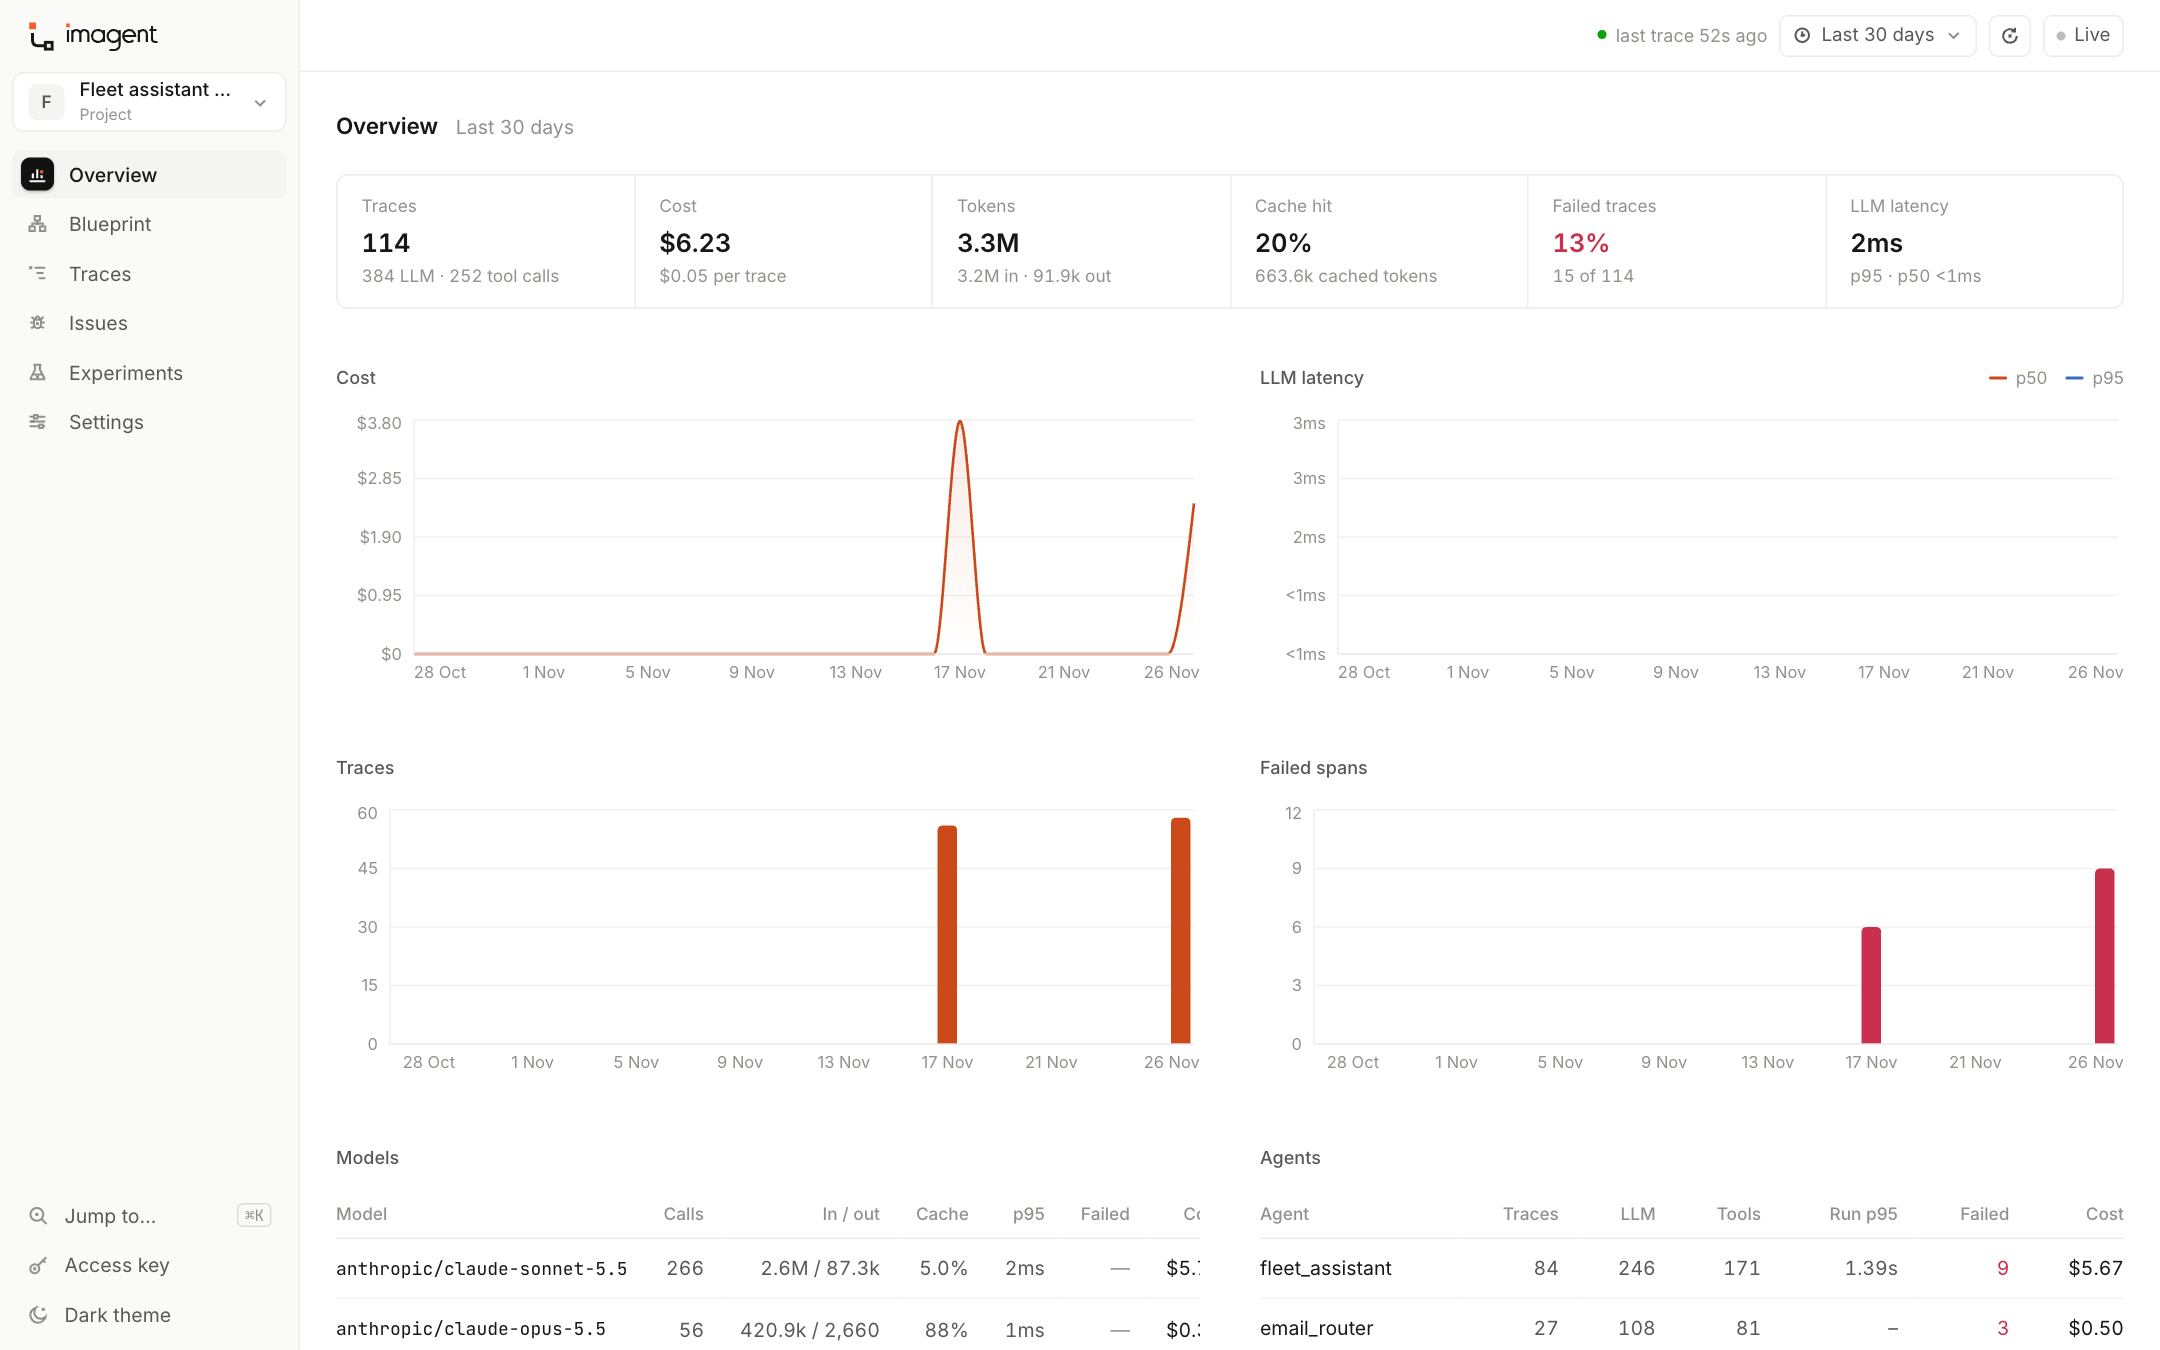 imagent
last trace 52s ago
Last 30 days
Live
F
Fleet assistant ...
Project
Overview
Blueprint
Traces
Issues
Experiments
Settings
Jump to...
⌘K
Access key
Dark theme
Overview Last 30 days
Traces
114
384 LLM · 252 tool calls
Cost
$6.23
$0.05 per trace
Tokens
3.3M
3.2M in · 91.9k out
Cache hit
20%
663.6k cached tokens
Failed traces
13%
15 of 114
LLM latency
2ms
p95 · p50 <1ms
Cost
$3.80
$2.85
$1.90
$0.95
$0
28 Oct 1 Nov 5 Nov 9 Nov 13 Nov 17 Nov 21 Nov 26 Nov
LLM latency
p50 p95
3ms
3ms
2ms
<1ms
<1ms
28 Oct 1 Nov 5 Nov 9 Nov 13 Nov 17 Nov 21 Nov 26 Nov
Traces
60
45
30
15
0
28 Oct 1 Nov 5 Nov 9 Nov 13 Nov 17 Nov 21 Nov 26 Nov
Failed spans
12
9
6
3
0
28 Oct 1 Nov 5 Nov 9 Nov 13 Nov 17 Nov 21 Nov 26 Nov
Models
Model Calls In / out Cache p95 Failed
anthropic/claude-sonnet-5.5 266 2.6M / 87.3k 5.0% 2ms —
anthropic/claude-opus-5.5 56 420.9k / 2,660 88% 1ms —
Agents
Agent Traces LLM Tools Run p95 Failed Cost
fleet_assistant 84 246 171 1.39s 9 $5.67
email_router 27 108 81 – 3 $0.50